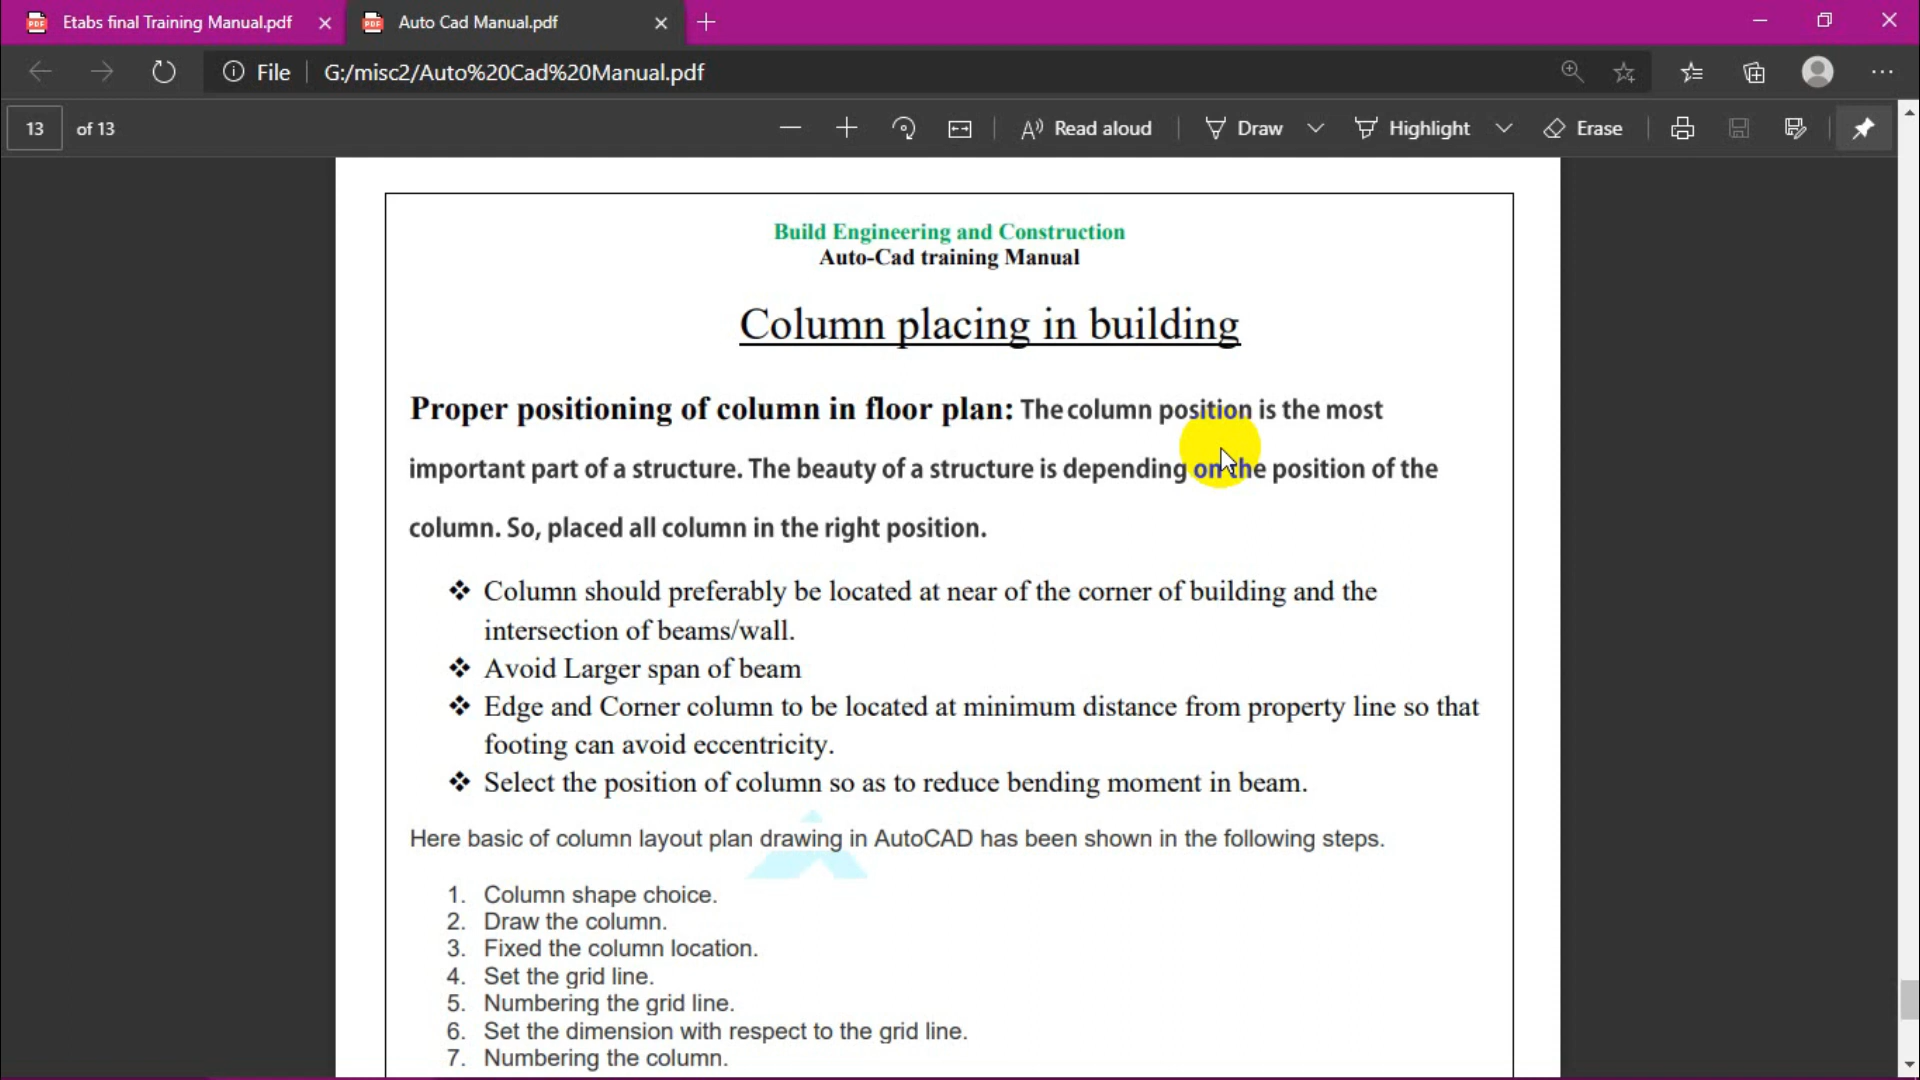 Etabs final Training Manual.pdf
Auto Cad Manual.pdf
File
G:/misc2/Auto%20Cad%20Manual.pdf
13 of 13
Read aloud
Draw
Highlight
Erase
Build Engineering and Construction
Auto-Cad training Manual
Column placing in building
Proper positioning of column in floor plan: The column position is the most
important part of a structure. The beauty of a structure is depending on the position of the
column. So, placed all column in the right position.
❖ Column should preferably be located at near of the corner of building and the
intersection of beams/wall.
❖ Avoid Larger span of beam
❖ Edge and Corner column to be located at minimum distance from property line so that
footing can avoid eccentricity.
❖ Select the position of column so as to reduce bending moment in beam.
Here basic of column layout plan drawing in AutoCAD has been shown in the following steps.
1. Column shape choice.
2. Draw the column.
3. Fixed the column location.
4. Set the grid line.
5. Numbering the grid line.
6. Set the dimension with respect to the grid line.
7. Numbering the column.